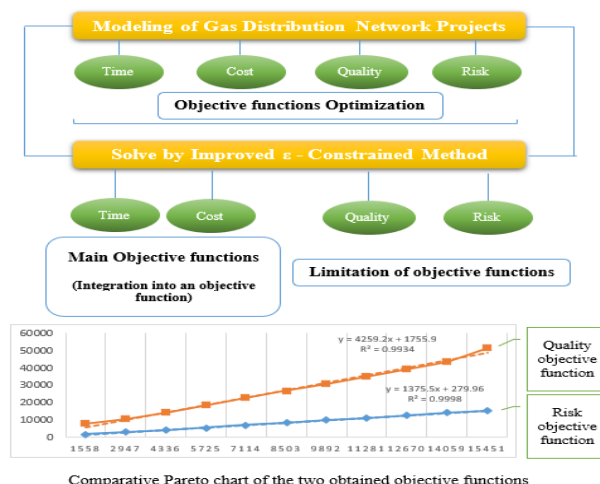 Modeling of Gas Distribution Network Projects
Time Cost Quality Risk
Objective functions Optimization
Solve by Improved ε - Constrained Method
Time Cost Quality Risk
Main Objective functions
(Integration into an objective
function)
Limitation of objective functions
60000
50000
40000
30000
20000
10000
0
y = 4259.2x + 1755.9
R² = 0.9934
y = 1375.5x + 279.96
R² = 0.9998
1558 2947 4336 5725 7114 8503 9892 11281 12670 14059 15451
Quality
objective
function
Risk
objective
function
Comparative Pareto chart of the two obtained objective functions